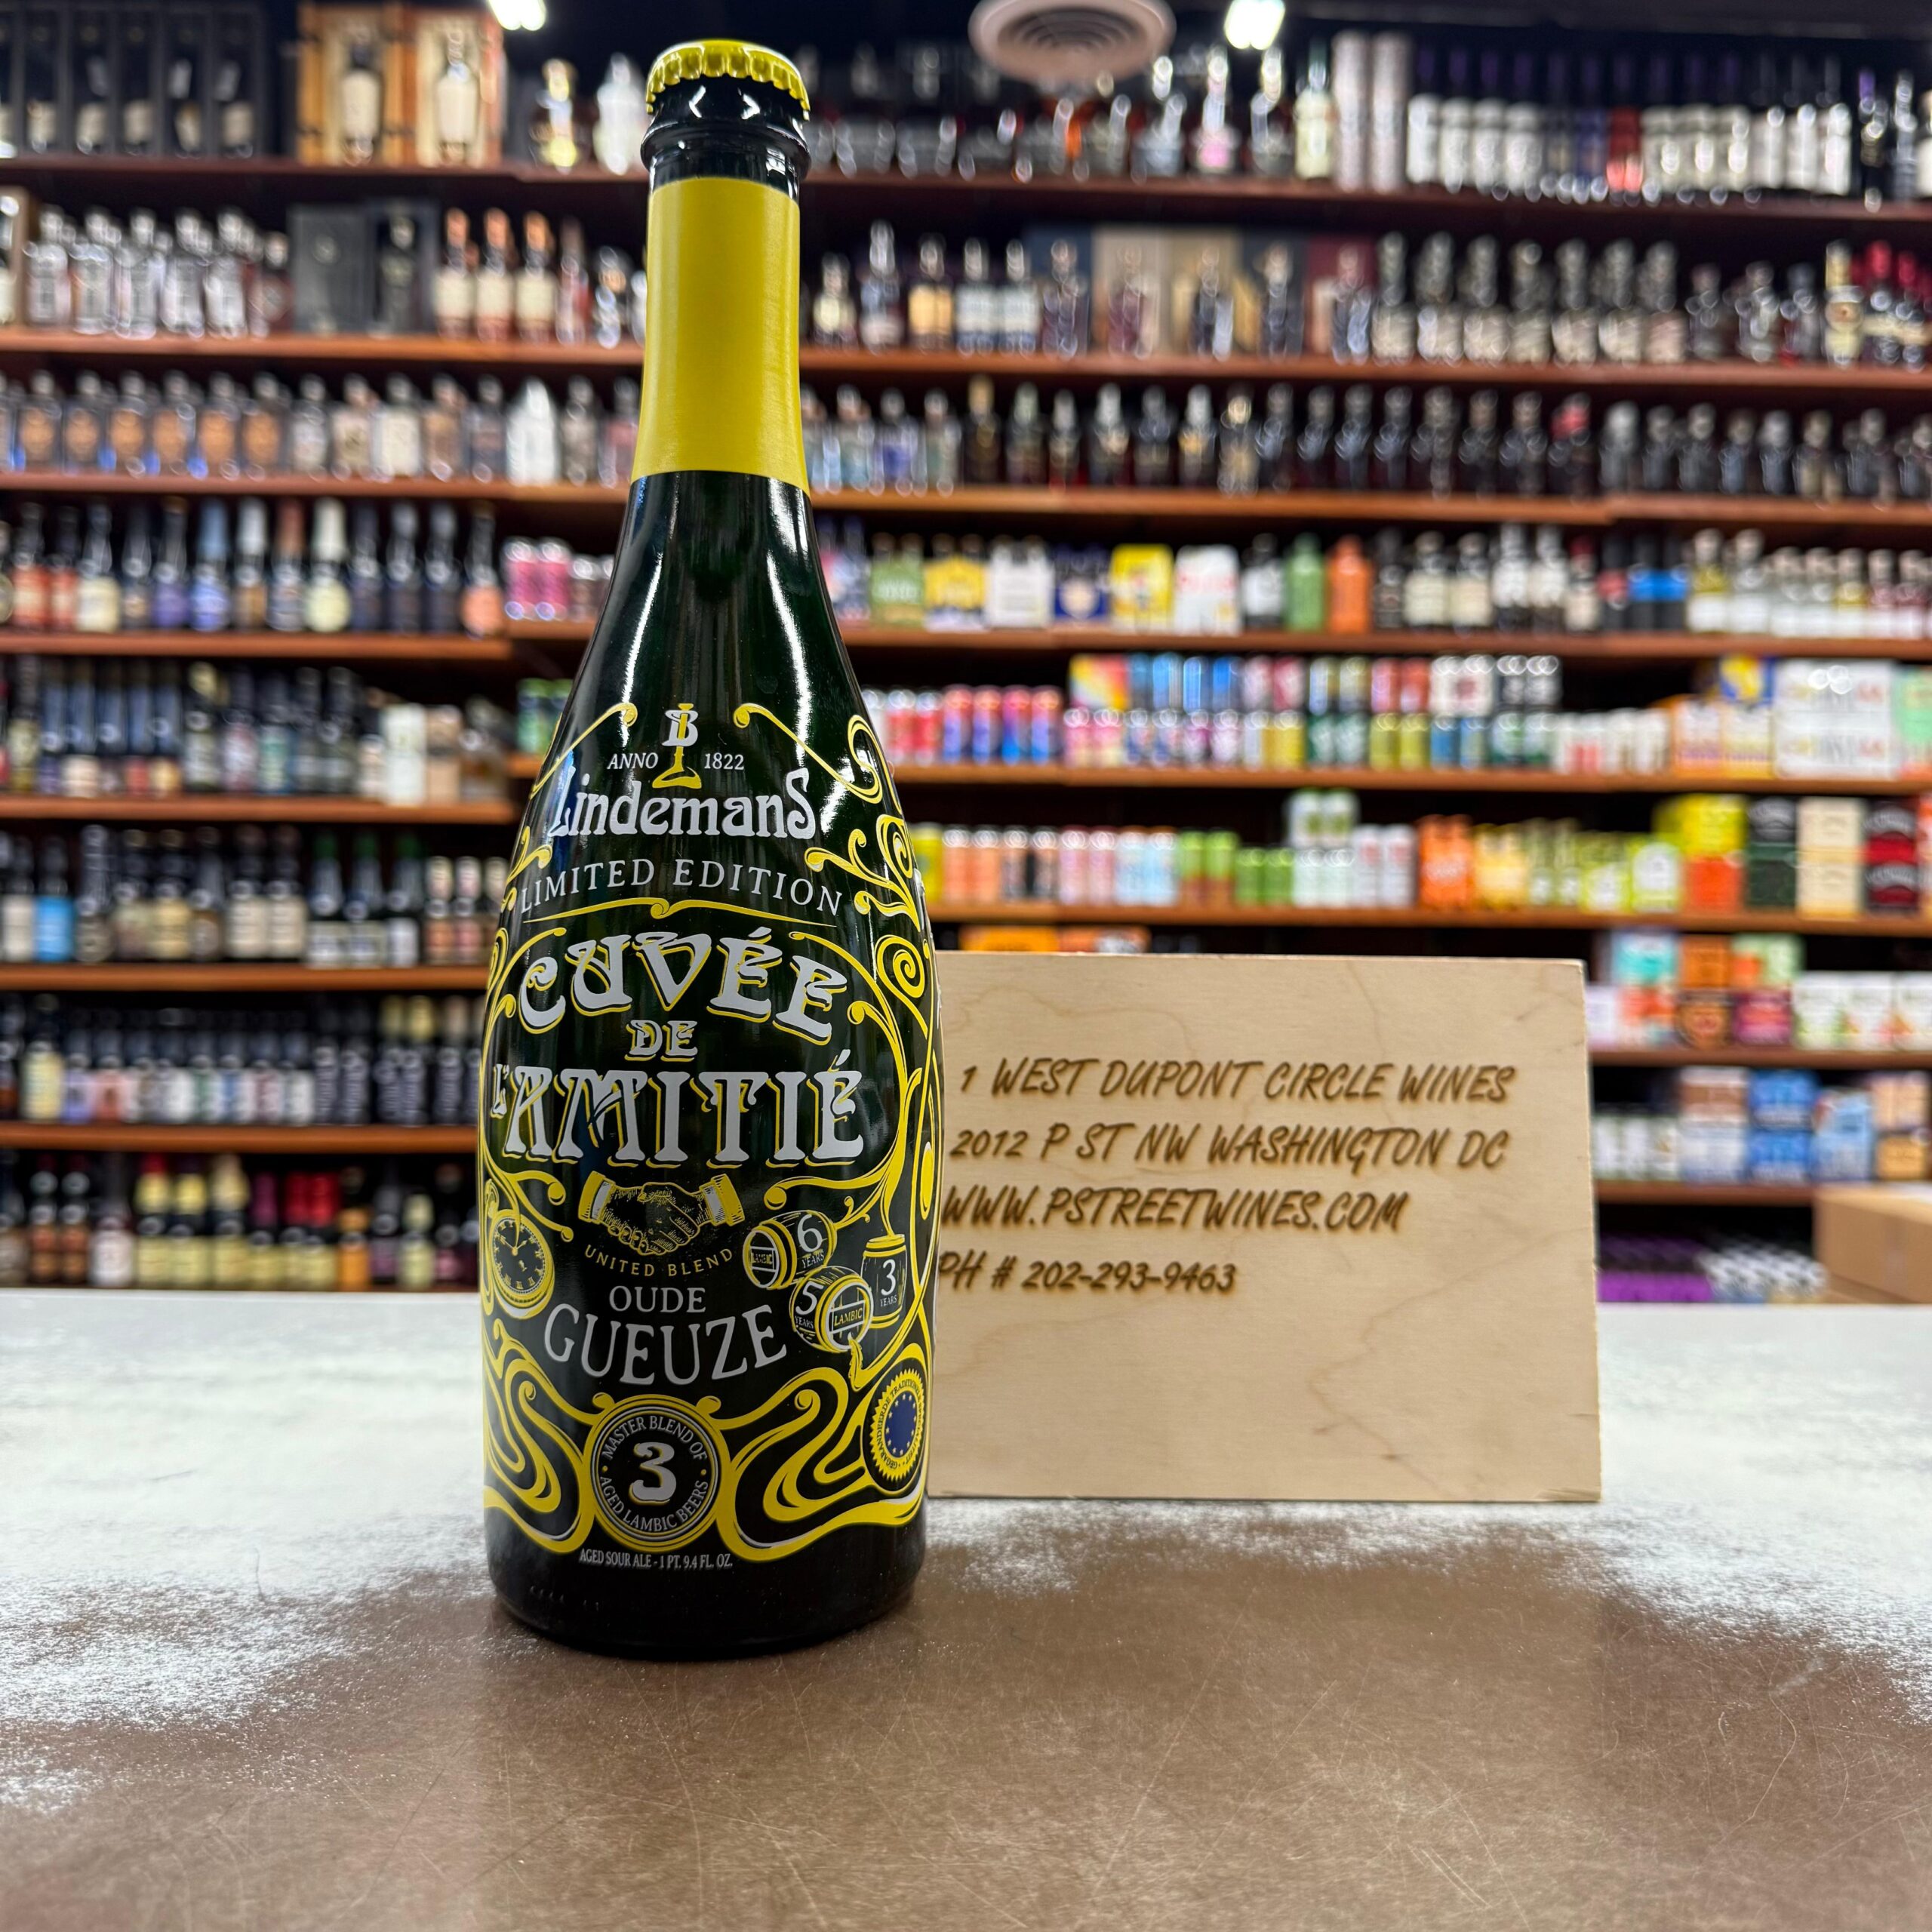 B
ANNO 1822
Lindemans
LIMITED EDITION
CUVÉE
DE
L'AMITIÉ
UNITED BLEND
OUDE
GUEUZE
6
YEARS
5
YEARS
LAMBIC
3
YEARS
MASTER BLEND OF
3
AGED LAMBIC BEERS
AGED SOUR ALE - 1 PT. 9.4 FL. OZ.
1 WEST DUPONT CIRCLE WINES
2012 P ST NW WASHINGTON DC
WWW.PSTREETWINES.COM
PH # 202-293-9463